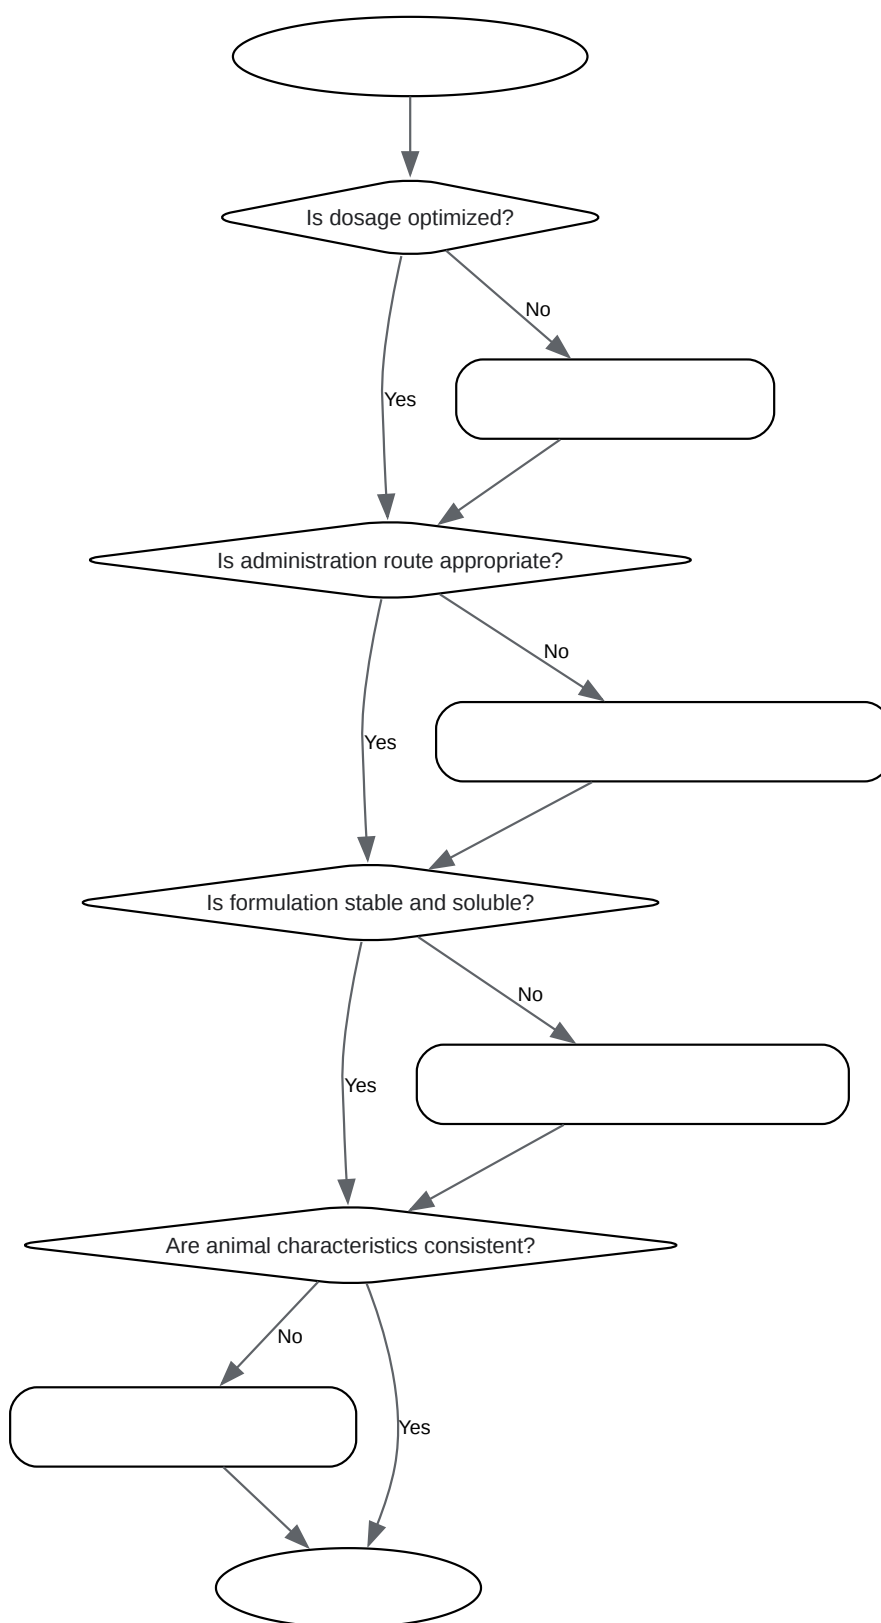 Is dosage optimized?
No
Yes
Is administration route appropriate?
No
Yes
Is formulation stable and soluble?
No
Yes
Are animal characteristics consistent?
No
Yes